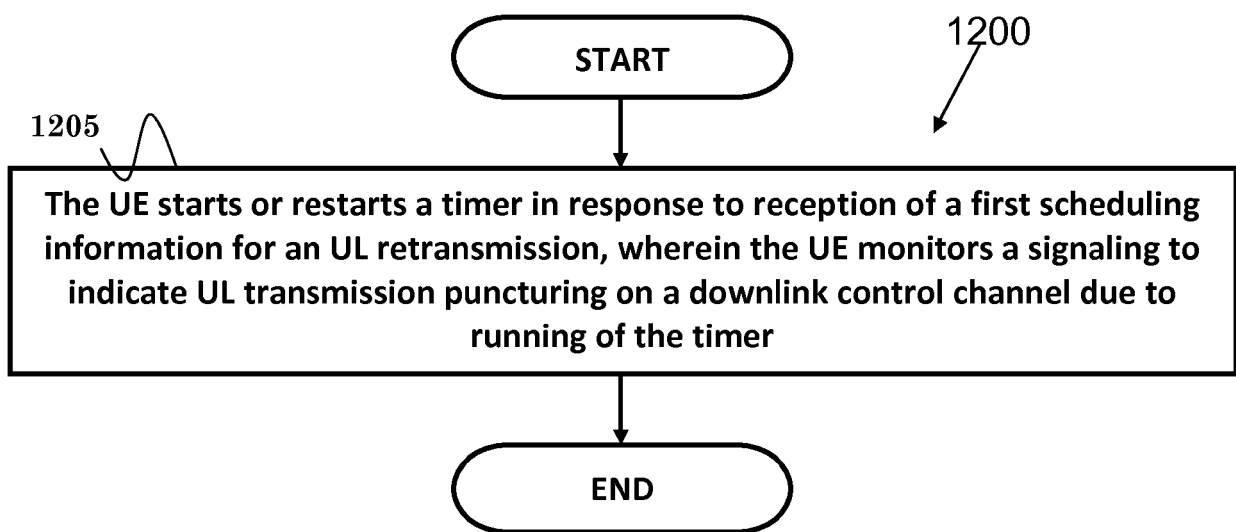 START
1200
1205
The UE starts or restarts a timer in response to reception of a first scheduling
information for an UL retransmission, wherein the UE monitors a signaling to
indicate UL transmission puncturing on a downlink control channel due to
running of the timer
END